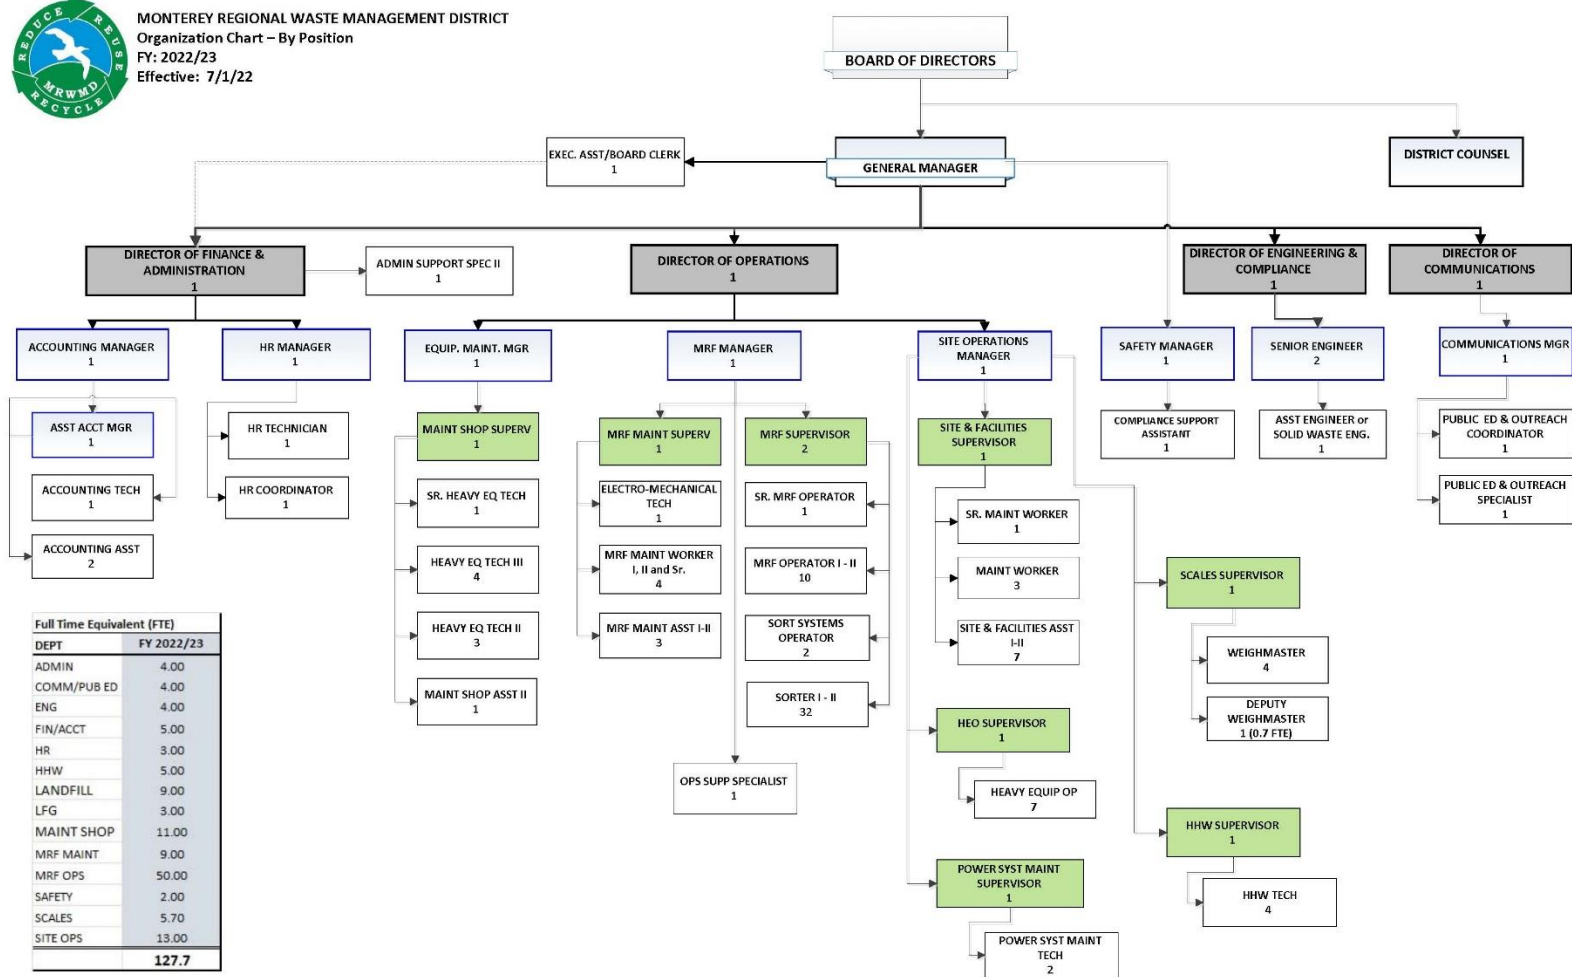 REDUCE REUSE
MRWMD
RECYCLE
MONTEREY REGIONAL WASTE MANAGEMENT DISTRICT
Organization Chart – By Position
FY: 2022/23
Effective: 7/1/22
BOARD OF DIRECTORS
EXEC. ASST/BOARD CLERK
1
GENERAL MANAGER
DISTRICT COUNSEL
DIRECTOR OF FINANCE &
ADMINISTRATION
1
ADMIN SUPPORT SPEC II
1
DIRECTOR OF OPERATIONS
1
DIRECTOR OF ENGINEERING &
COMPLIANCE
1
DIRECTOR OF
COMMUNICATIONS
1
ACCOUNTING MANAGER
1
HR MANAGER
1
EQUIP. MAINT. MGR
1
MRF MANAGER
1
SITE OPERATIONS
MANAGER
1
SAFETY MANAGER
1
SENIOR ENGINEER
2
COMMUNICATIONS MGR
1
ASST ACCT MGR
1
ACCOUNTING TECH
1
ACCOUNTING ASST
2
HR TECHNICIAN
1
HR COORDINATOR
1
MAINT SHOP SUPERV
1
SR. HEAVY EQ TECH
1
HEAVY EQ TECH III
4
HEAVY EQ TECH II
3
MAINT SHOP ASST II
1
MRF MAINT SUPERV
1
ELECTRO-MECHANICAL
TECH
1
MRF MAINT WORKER
I, II and Sr.
4
MRF MAINT ASST I-II
3
MRF SUPERVISOR
2
SR. MRF OPERATOR
1
MRF OPERATOR I - II
10
SORT SYSTEMS
OPERATOR
2
SORTER I - II
32
OPS SUPP SPECIALIST
1
SITE & FACILITIES
SUPERVISOR
1
SR. MAINT WORKER
1
MAINT WORKER
3
SITE & FACILITIES ASST
I-II
7
HEO SUPERVISOR
1
HEAVY EQUIP OP
7
POWER SYST MAINT
SUPERVISOR
1
POWER SYST MAINT
TECH
2
COMPLIANCE SUPPORT
ASSISTANT
1
ASST ENGINEER or
SOLID WASTE ENG.
1
PUBLIC ED & OUTREACH
COORDINATOR
1
PUBLIC ED & OUTREACH
SPECIALIST
1
SCALES SUPERVISOR
1
WEIGHMASTER
4
DEPUTY
WEIGHMASTER
1 (0.7 FTE)
HHW SUPERVISOR
1
HHW TECH
4
Full Time Equivalent (FTE)
DEPT FY 2022/23
ADMIN 4.00
COMM/PUB ED 4.00
ENG 4.00
FIN/ACCT 5.00
HR 3.00
HHW 5.00
LANDFILL 9.00
LFG 3.00
MAINT SHOP 11.00
MRF MAINT 9.00
MRF OPS 50.00
SAFETY 2.00
SCALES 5.70
SITE OPS 13.00
127.7